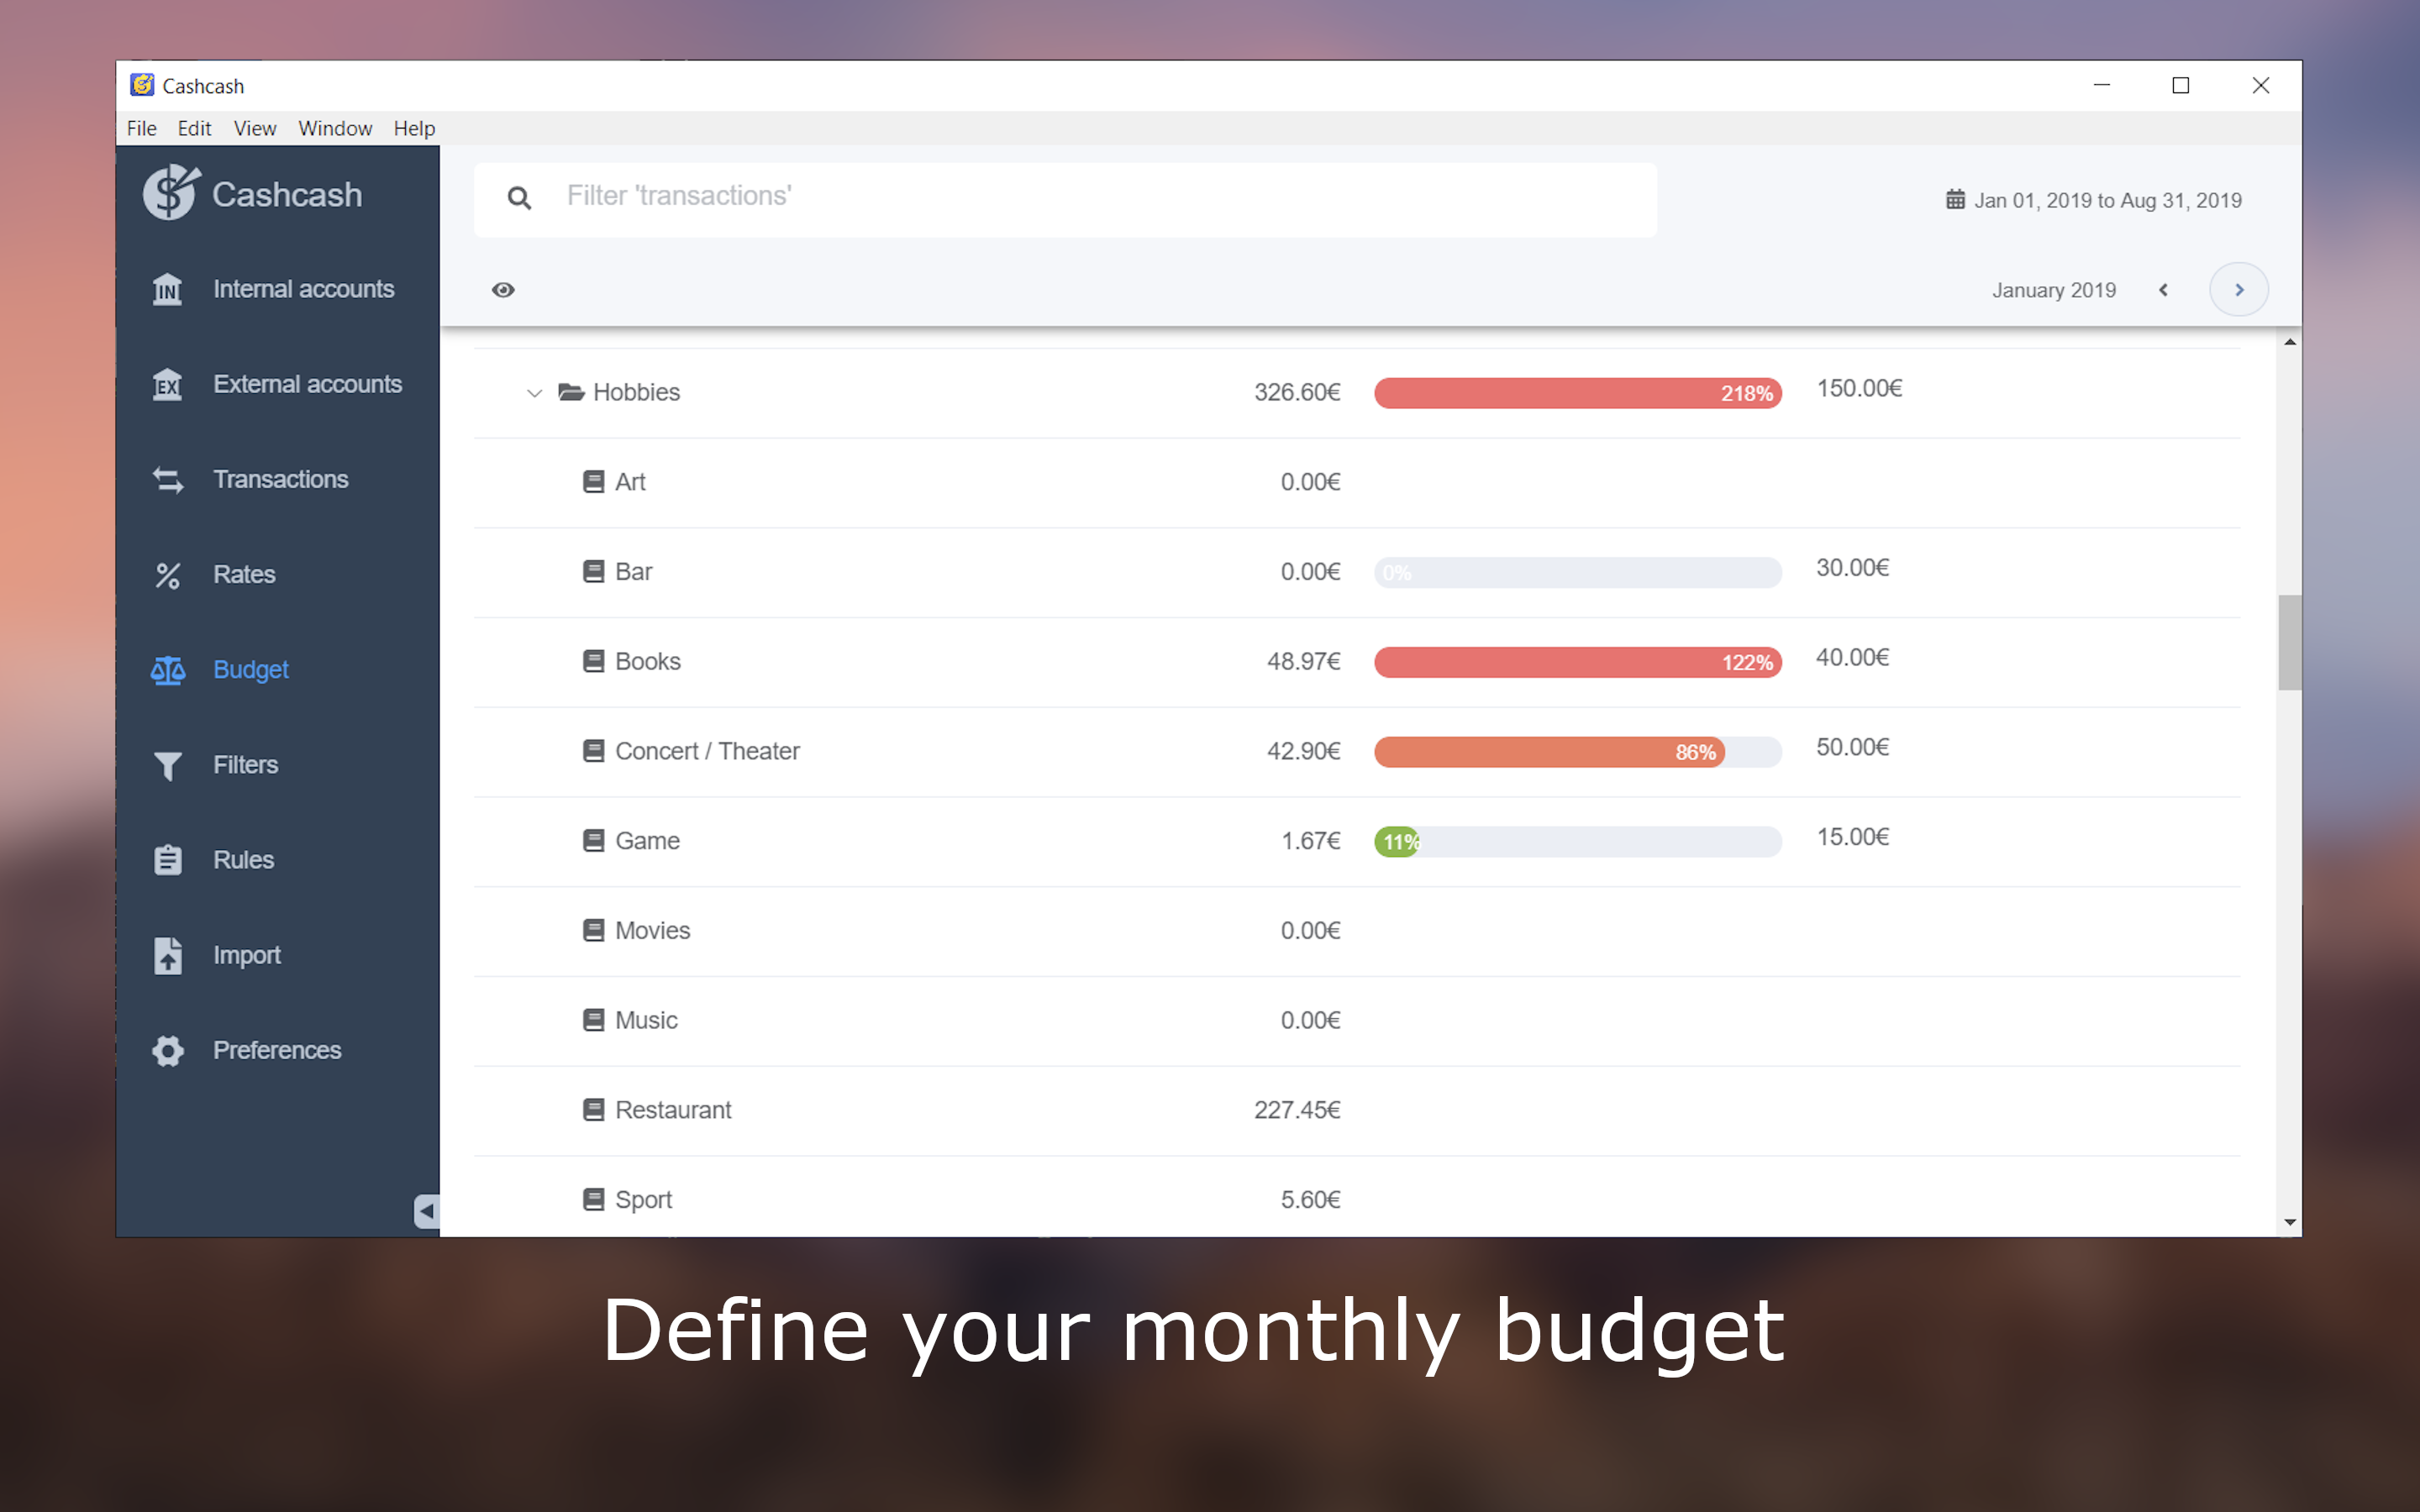 Cashcash
File Edit View Window Help
Cashcash
Filter 'transactions'
Jan 01, 2019 to Aug 31, 2019
January 2019
IN Internal accounts
EX External accounts
Transactions
Rates
Budget
Filters
Rules
Import
Preferences
Hobbies 326.60€ 218% 150.00€
Art 0.00€
Bar 0.00€ 0% 30.00€
Books 48.97€ 122% 40.00€
Concert / Theater 42.90€ 86% 50.00€
Game 1.67€ 11% 15.00€
Movies 0.00€
Music 0.00€
Restaurant 227.45€
Sport 5.60€
Define your monthly budget